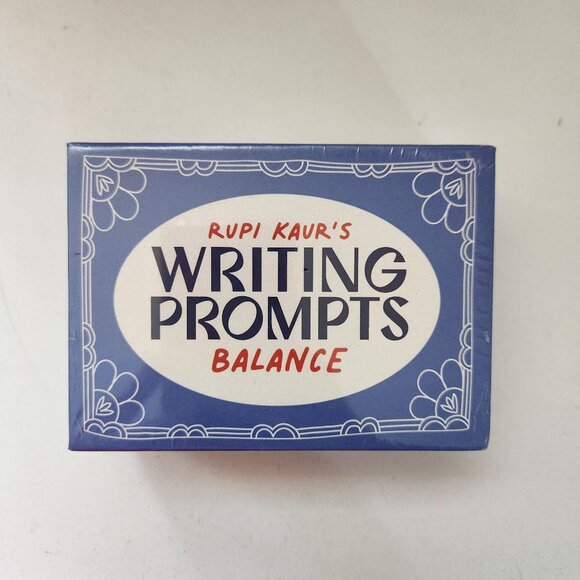 RUPI KAUR'S
WRITING
PROMPTS
BALANCE